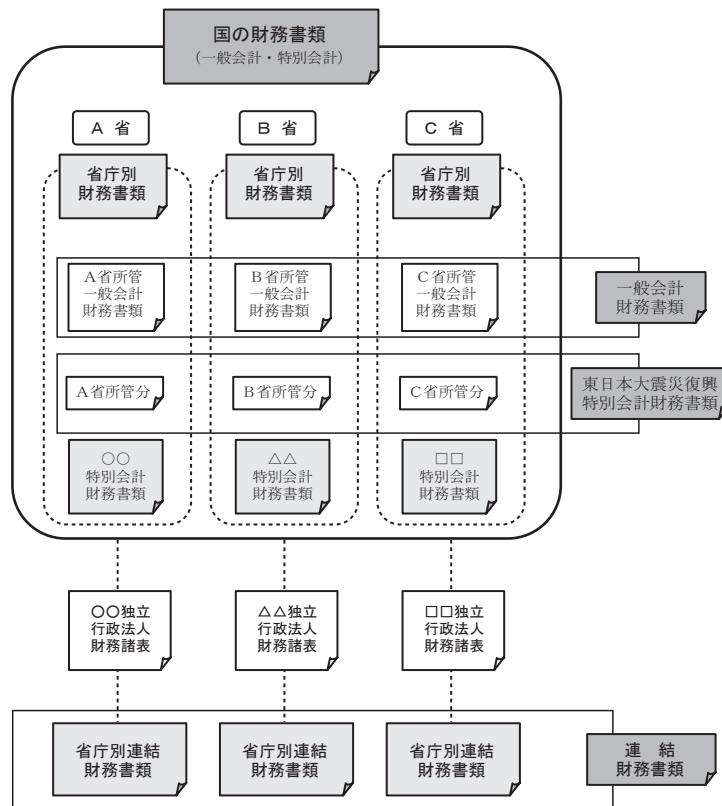 国の財務書類
(一般会計・特別会計)
A 省
B 省
C 省
省庁別
財務書類
省庁別
財務書類
省庁別
財務書類
A省所管
一般会計
財務書類
B省所管
一般会計
財務書類
C省所管
一般会計
財務書類
一般会計
財務書類
A省所管分
B省所管分
C省所管分
東日本大震災復興
特別会計財務書類
○○
特別会計
財務書類
△△
特別会計
財務書類
□□
特別会計
財務書類
○○独立
行政法人
財務諸表
△△独立
行政法人
財務諸表
□□独立
行政法人
財務諸表
省庁別連結
財務書類
省庁別連結
財務書類
省庁別連結
財務書類
連 結
財務書類